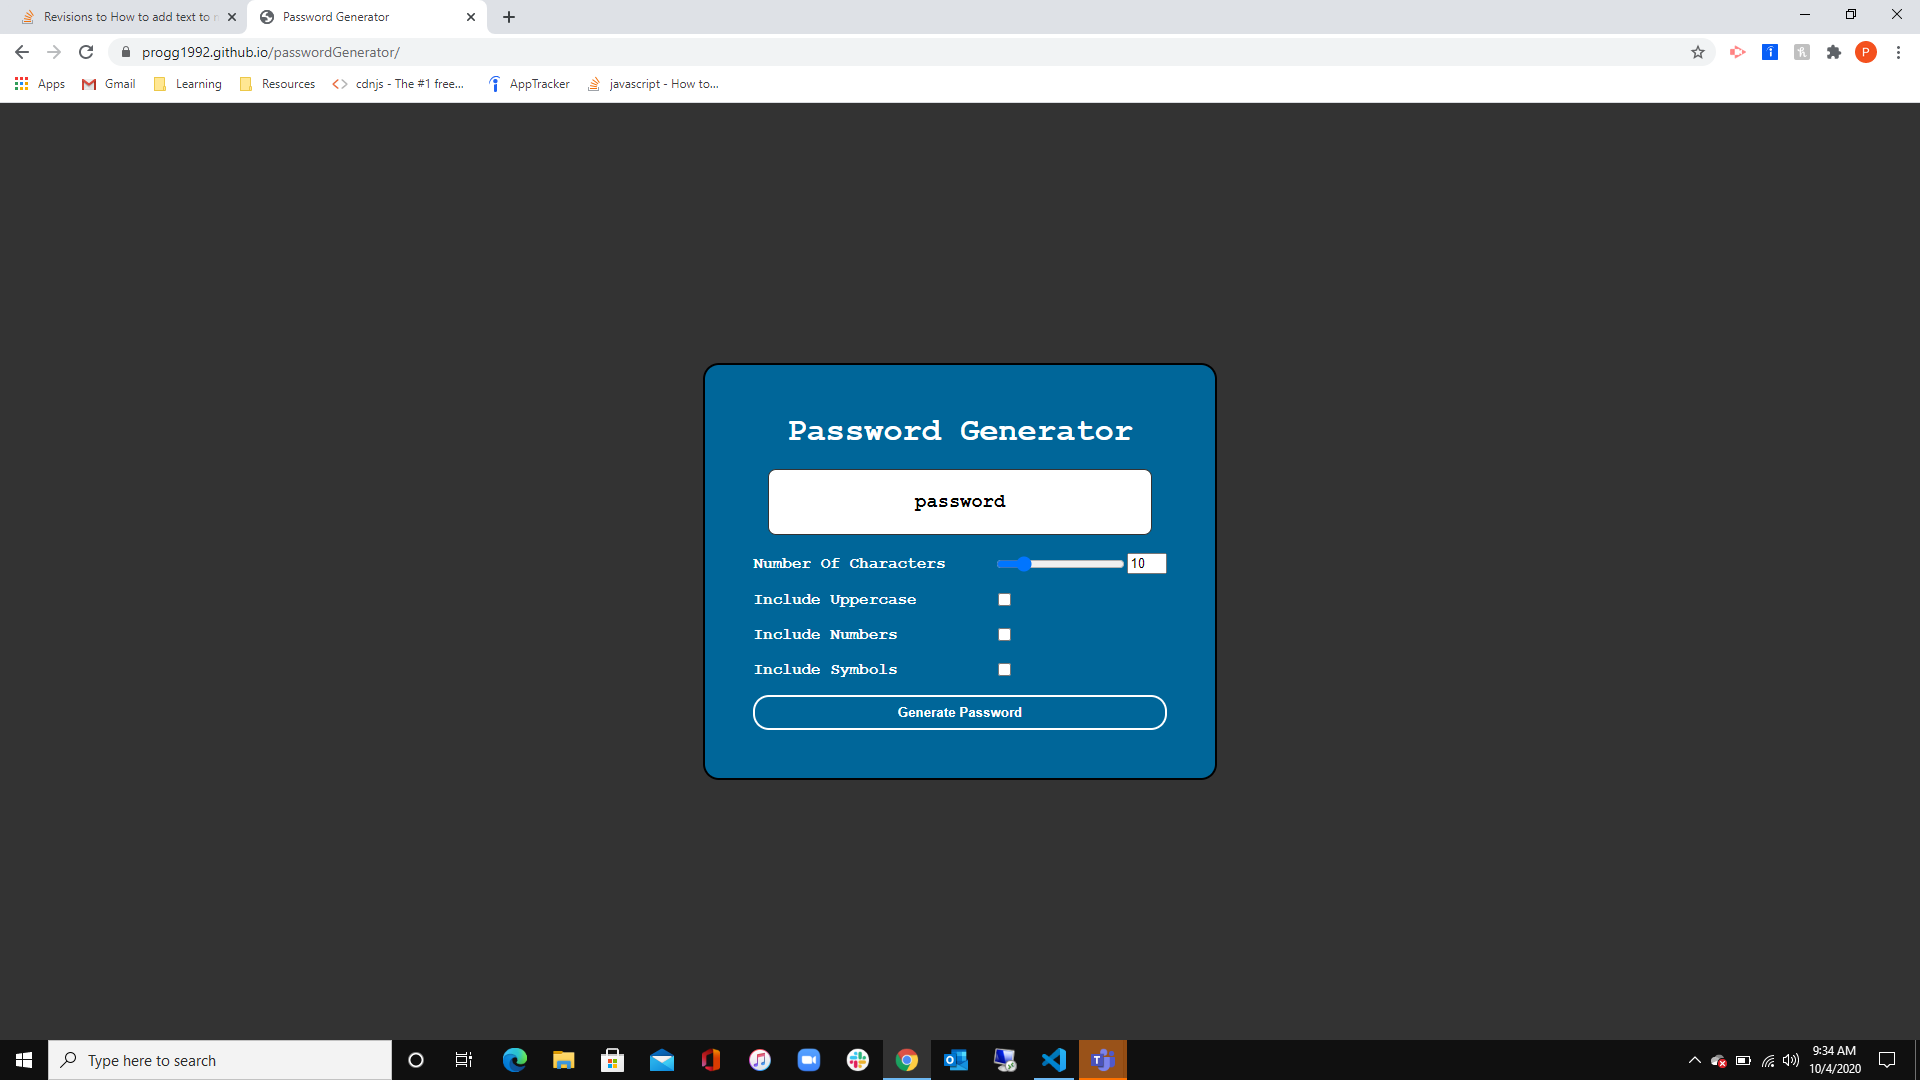 Revisions to How to add text to
Password Generator
progg1992.github.io/passwordGenerator/
P
Apps
Gmail
Learning
Resources
cdnjs - The #1 free...
AppTracker
javascript - How to...
Password Generator
password
Number Of Characters
10
Include Uppercase
Include Numbers
Include Symbols
Generate Password
Type here to search
9:34 AM
10/4/2020